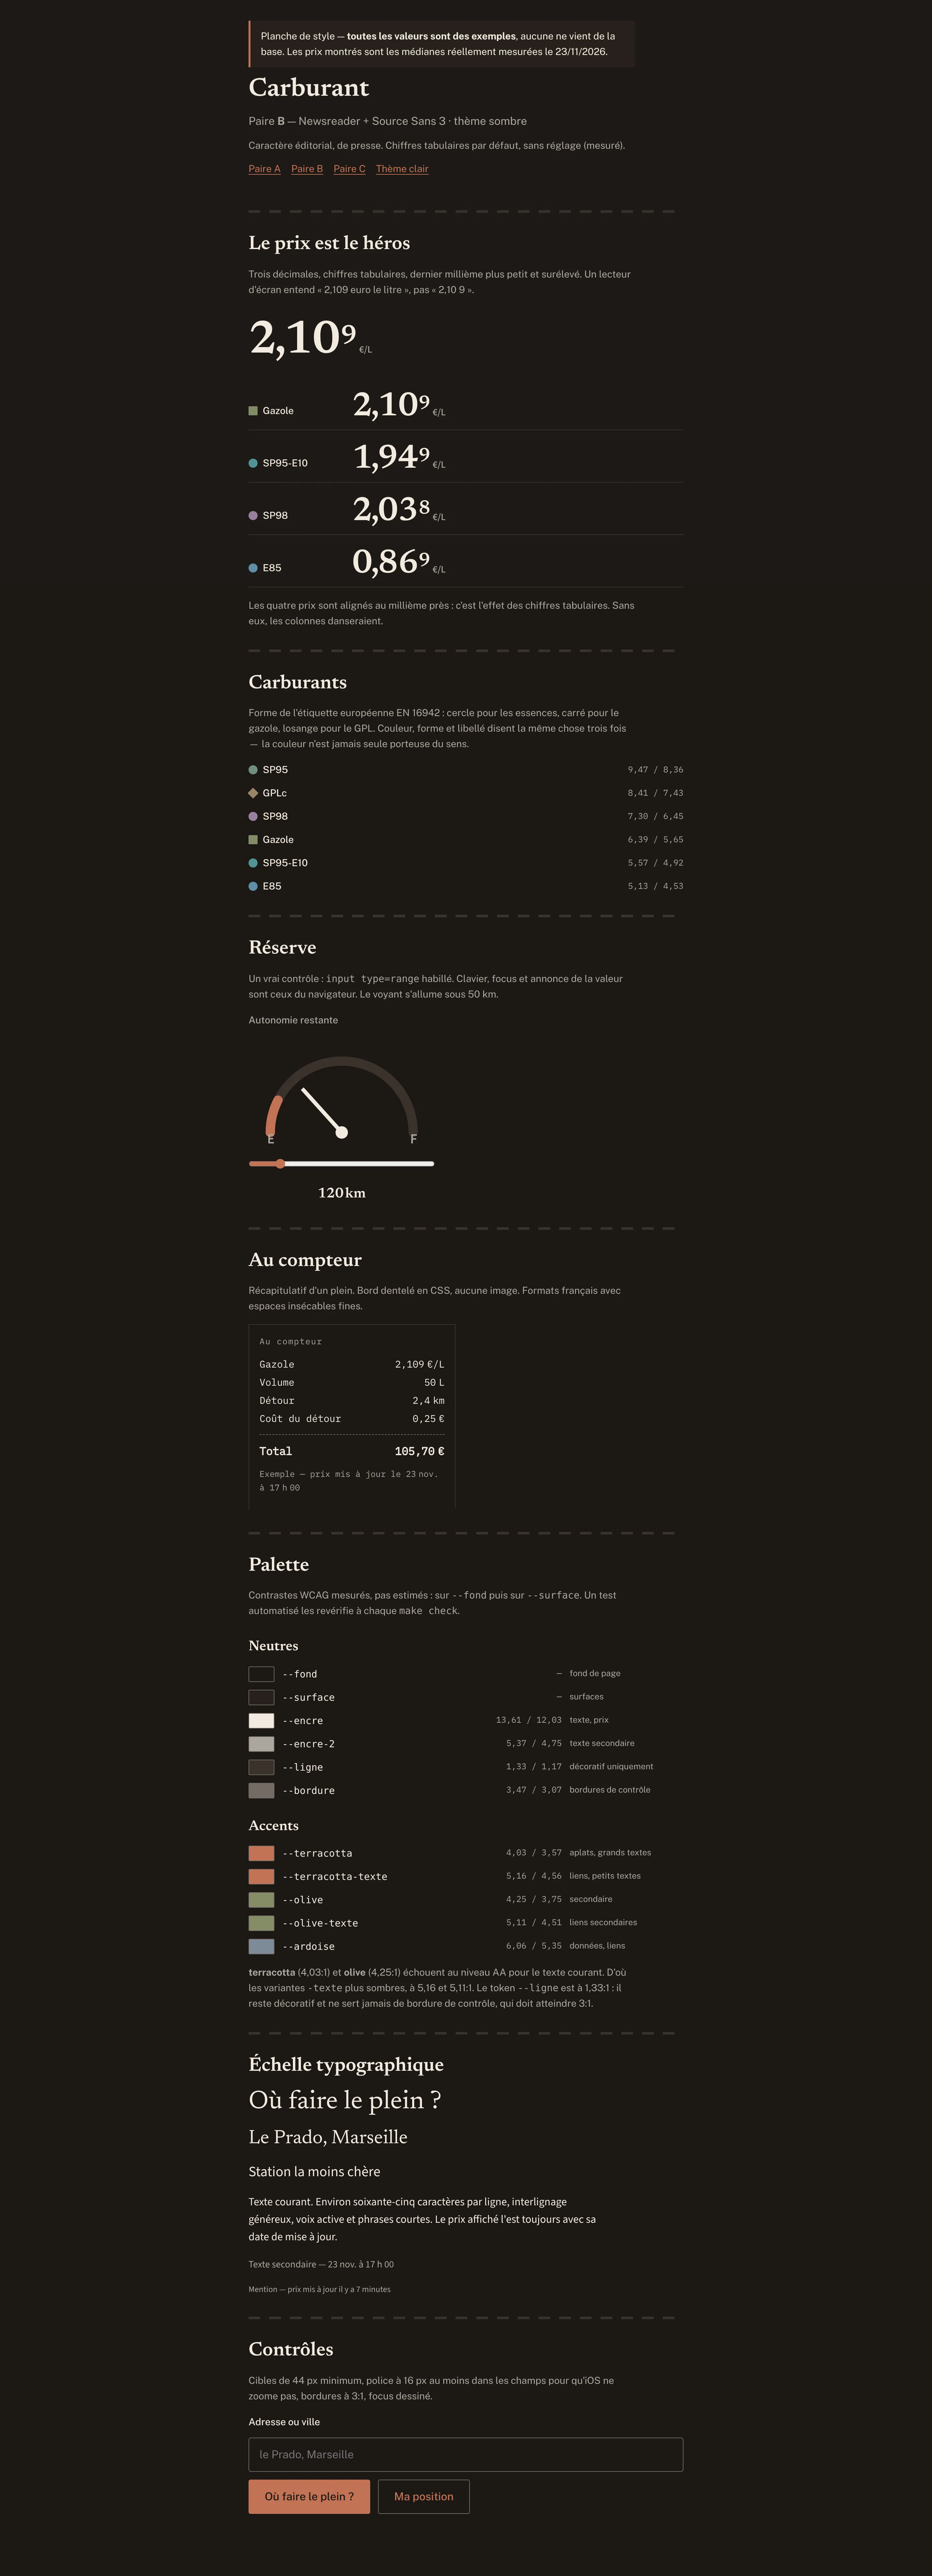 Planche de style — toutes les valeurs sont des exemples, aucune ne vient de la
base. Les prix montrés sont les médianes réellement mesurées le 23/11/2026.
Carburant
Paire B — Newsreader + Source Sans 3 · thème sombre
Caractère éditorial, de presse. Chiffres tabulaires par défaut, sans réglage (mesuré).
Paire A Paire B Paire C Thème clair
Le prix est le héros
Trois décimales, chiffres tabulaires, dernier millième plus petit et surélevé. Un lecteur
d'écran entend « 2,109 euro le litre », pas « 2,10 9 ».
2,10⁹ €/L
Gazole 2,10⁹ €/L
SP95-E10 1,94⁹ €/L
SP98 2,03⁸ €/L
E85 0,86⁹ €/L
Les quatre prix sont alignés au millième près : c'est l'effet des chiffres tabulaires. Sans
eux, les colonnes danseraient.
Carburants
Forme de l'étiquette européenne EN 16942 : cercle pour les essences, carré pour le
gazole, losange pour le GPL. Couleur, forme et libellé disent la même chose trois fois
— la couleur n'est jamais seule porteuse du sens.
SP95 9,47 / 8,36
GPLc 8,41 / 7,43
SP98 7,30 / 6,45
Gazole 6,39 / 5,65
SP95-E10 5,57 / 4,92
E85 5,13 / 4,53
Réserve
Un vrai contrôle : input type=range habillé. Clavier, focus et annonce de la valeur
sont ceux du navigateur. Le voyant s'allume sous 50 km.
Autonomie restante
E F
120 km
Au compteur
Récapitulatif d'un plein. Bord dentelé en CSS, aucune image. Formats français avec
espaces insécables fines.
Au compteur
Gazole 2,109 €/L
Volume 50 L
Détour 2,4 km
Coût du détour 0,25 €
Total 105,70 €
Exemple — prix mis à jour le 23 nov.
à 17 h 00
Palette
Contrastes WCAG mesurés, pas estimés : sur --fond puis sur --surface. Un test
automatisé les revérifie à chaque make check.
Neutres
--fond — fond de page
--surface — surfaces
--encre 13,61 / 12,03 texte, prix
--encre-2 5,37 / 4,75 texte secondaire
--ligne 1,33 / 1,17 décoratif uniquement
--bordure 3,47 / 3,07 bordures de contrôle
Accents
--terracotta 4,03 / 3,57 aplats, grands textes
--terracotta-texte 5,16 / 4,56 liens, petits textes
--olive 4,25 / 3,75 secondaire
--olive-texte 5,11 / 4,51 liens secondaires
--ardoise 6,06 / 5,35 données, liens
terracotta (4,03:1) et olive (4,25:1) échouent au niveau AA pour le texte courant. D'où
les variantes -texte plus sombres, à 5,16 et 5,11:1. Le token --ligne est à 1,33:1 : il
reste décoratif et ne sert jamais de bordure de contrôle, qui doit atteindre 3:1.
Échelle typographique
Où faire le plein ?
Le Prado, Marseille
Station la moins chère
Texte courant. Environ soixante-cinq caractères par ligne, interlignage
généreux, voix active et phrases courtes. Le prix affiché l'est toujours avec sa
date de mise à jour.
Texte secondaire — 23 nov. à 17 h 00
Mention — prix mis à jour il y a 7 minutes
Contrôles
Cibles de 44 px minimum, police à 16 px au moins dans les champs pour qu'iOS ne
zoome pas, bordures à 3:1, focus dessiné.
Adresse ou ville
le Prado, Marseille
Où faire le plein ? Ma position